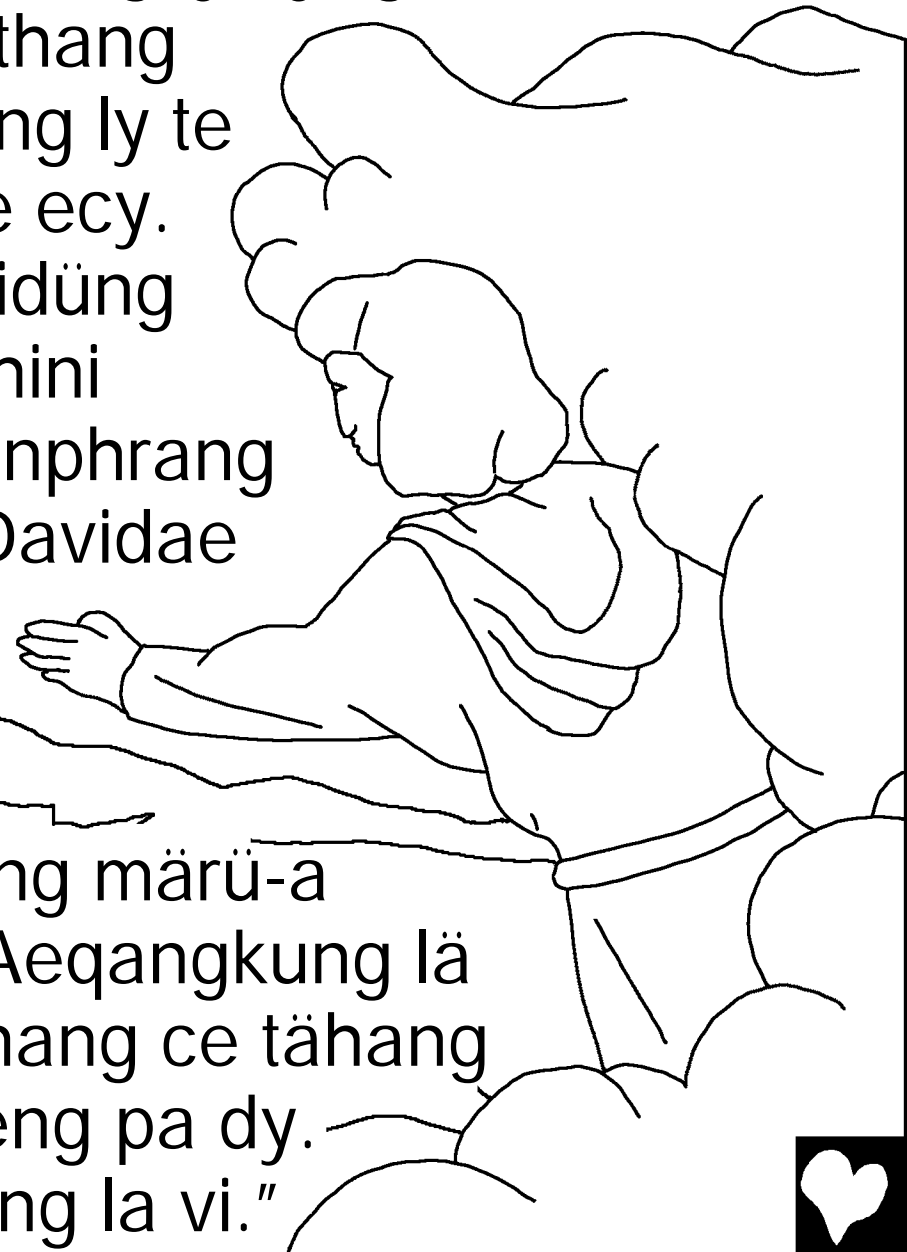 thang
ng ly te
e ecy.
idüng
nini
nphrang
Davidae
ng märü-a
Aeqangkung lä
hang ce tähang
eng pa dy.
ng la vi.”